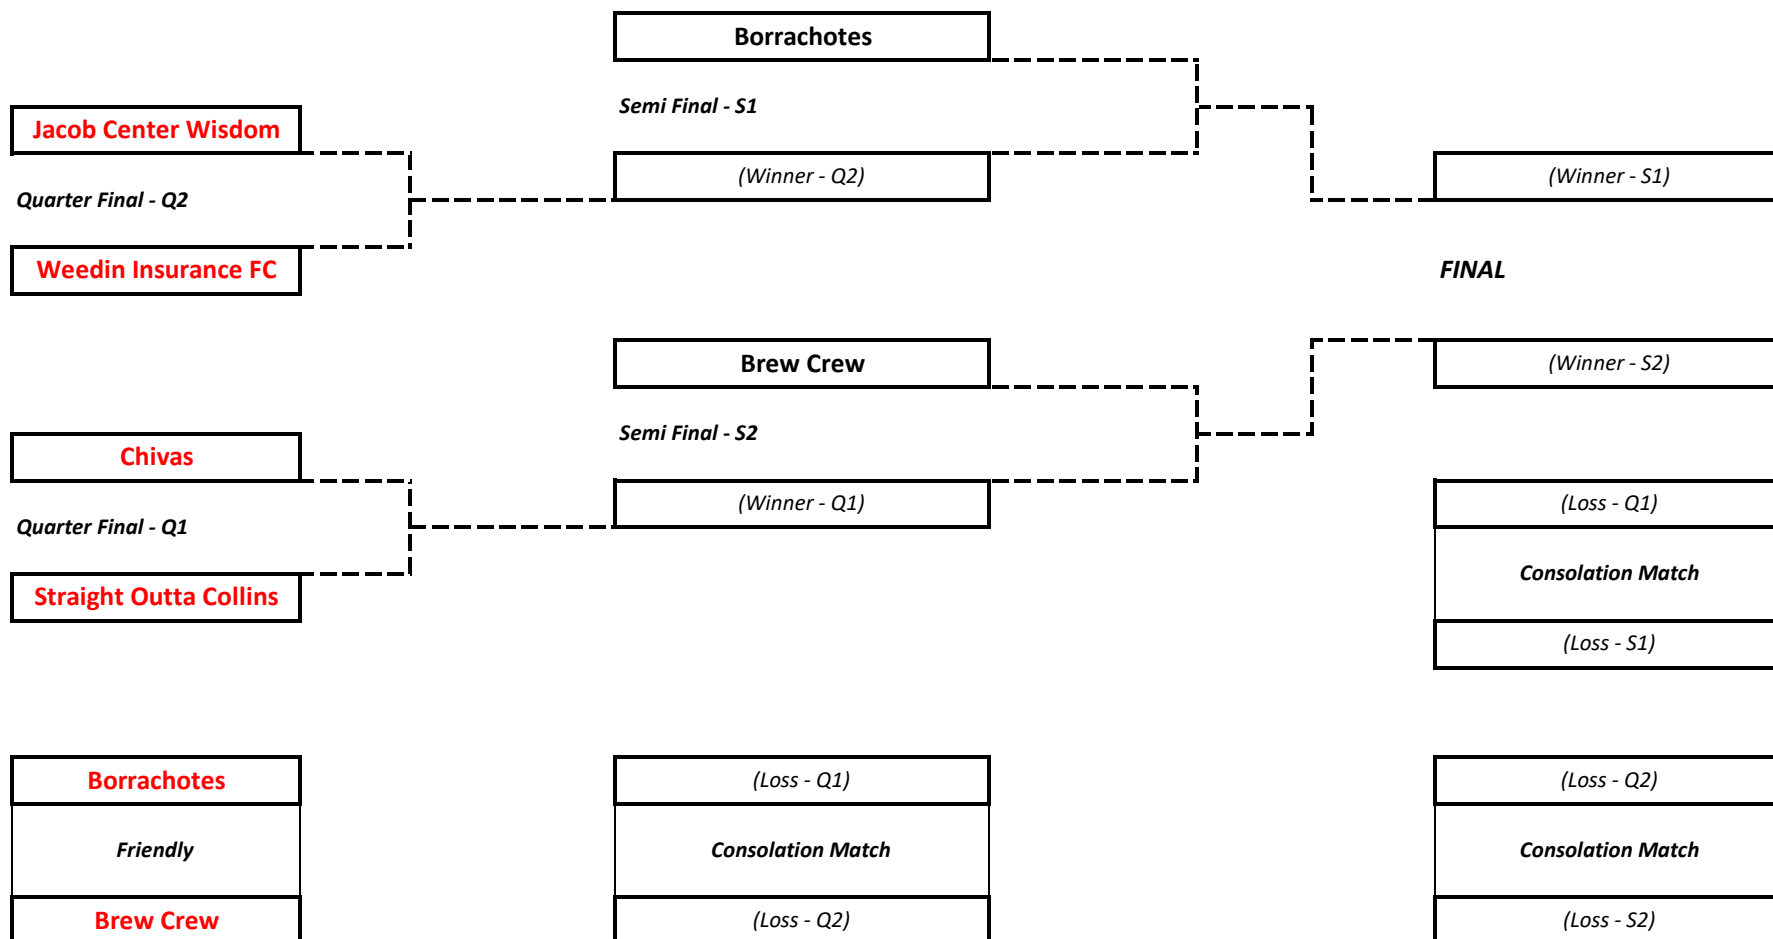 Borrachotes
Semi Final - S1
Jacob Center Wisdom
(Winner - Q2)
(Winner - S1)
Quarter Final - Q2
Weedin Insurance FC
FINAL
Brew Crew
(Winner - S2)
Semi Final - S2
Chivas
(Winner - Q1)
(Loss - Q1)
Quarter Final - Q1
Consolation Match
Straight Outta Collins
(Loss - S1)
Borrachotes
(Loss - Q1)
(Loss - Q2)
Friendly
Consolation Match
Consolation Match
Brew Crew
(Loss - Q2)
(Loss - S2)